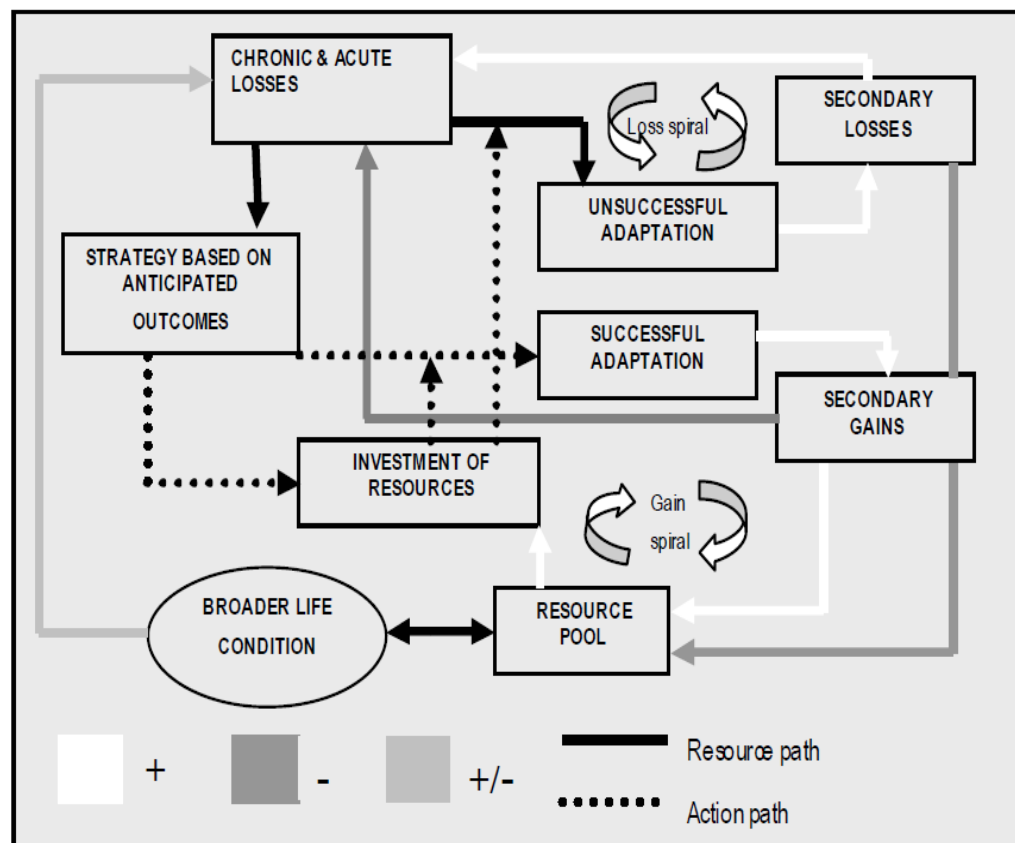 CHRONIC & ACUTE
LOSSES
SECONDARY
LOSSES
Loss spiral
UNSUCCESSFUL
ADAPTATION
STRATEGY BASED ON
ANTICIPATED
OUTCOMES
SUCCESSFUL
ADAPTATION
SECONDARY
GAINS
INVESTMENT OF
RESOURCES
Gain
spiral
BROADER LIFE
CONDITION
RESOURCE
POOL
+
-
+/-
Resource path
Action path